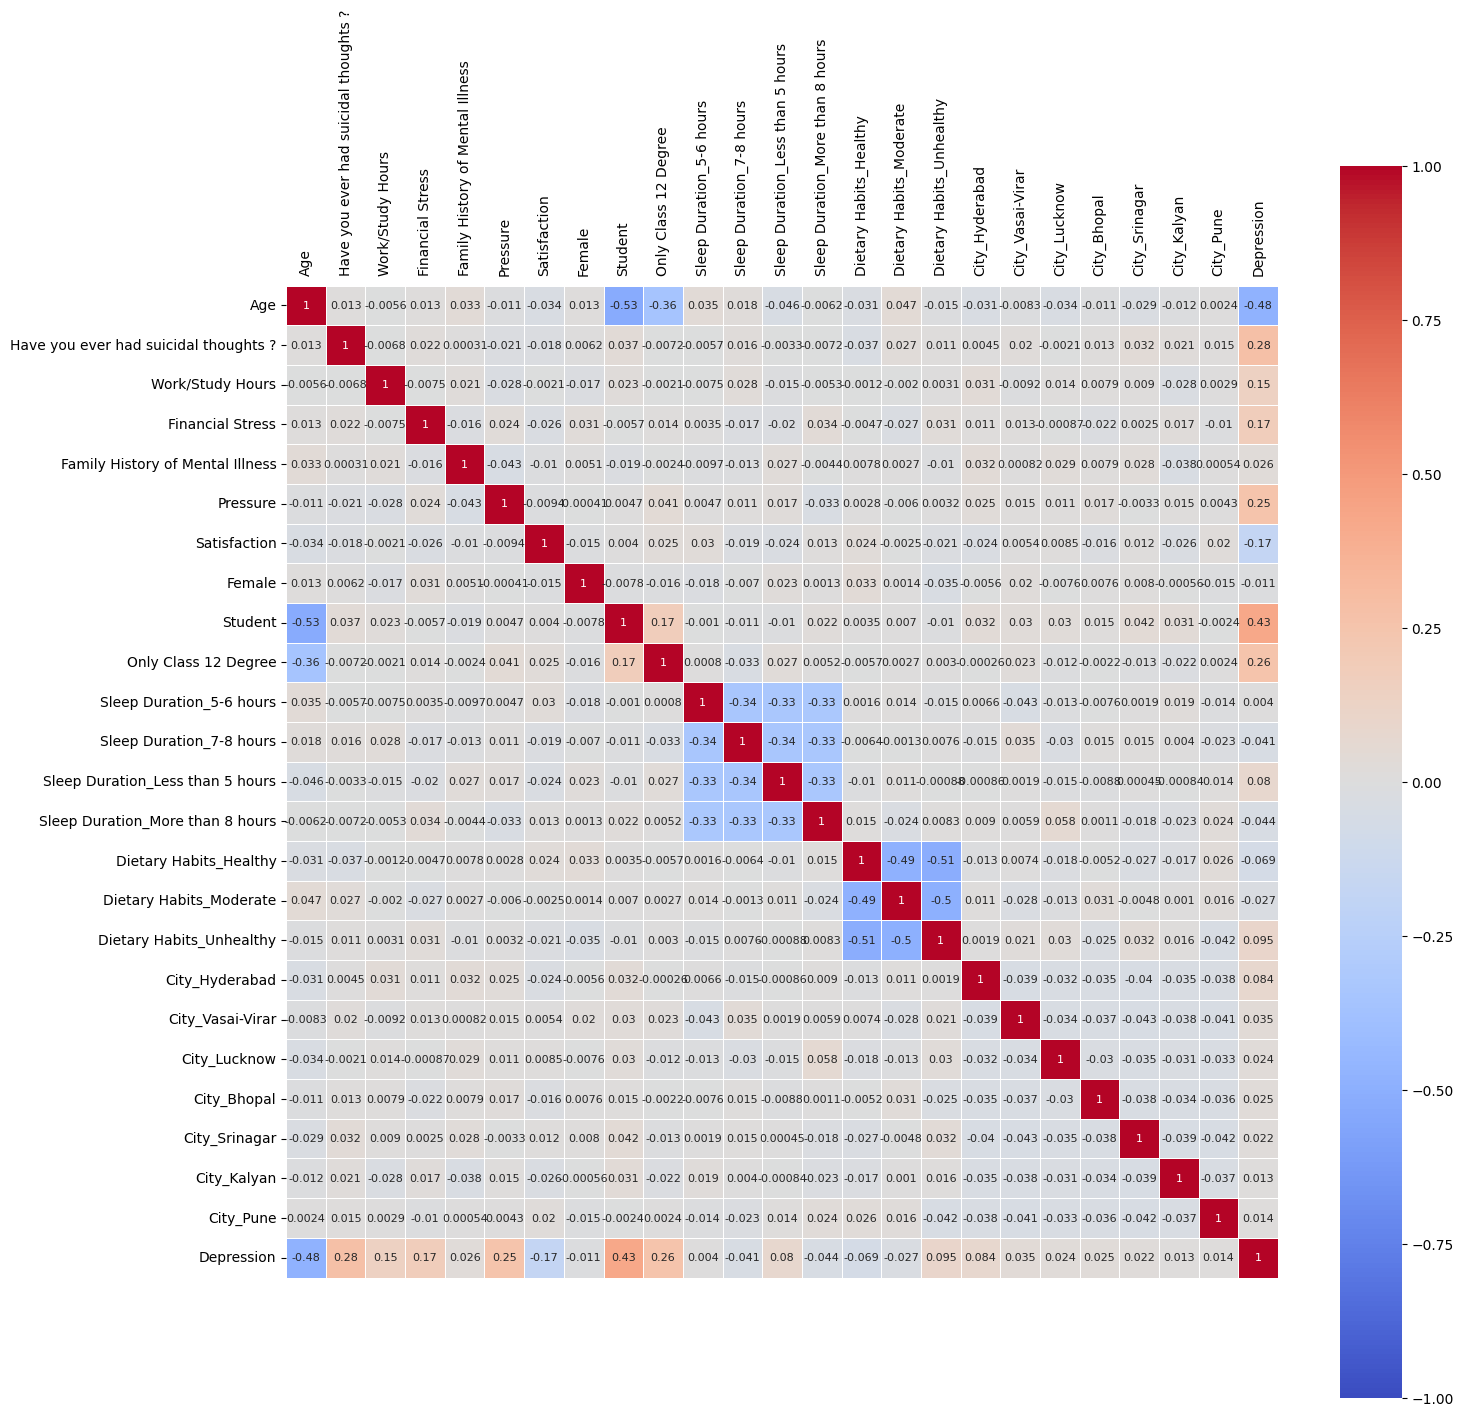 Age
Have you ever had suicidal thoughts ?
Work/Study Hours
Financial Stress
Family History of Mental Illness
Pressure
Satisfaction
Female
Student
Only Class 12 Degree
Sleep Duration_5-6 hours
Sleep Duration_7-8 hours
Sleep Duration_Less than 5 hours
Sleep Duration_More than 8 hours
Dietary Habits_Healthy
Dietary Habits_Moderate
Dietary Habits_Unhealthy
City_Hyderabad
City_Vasai-Virar
City_Lucknow
City_Bhopal
City_Srinagar
City_Kalyan
City_Pune
Depression
Age 1 0.013 -0.0056 0.013 0.033 -0.011 -0.034 0.013 -0.53 -0.36 0.035 0.018 -0.046 -0.0062 -0.031 0.047 -0.015 -0.031 -0.0083 -0.034 -0.011 -0.029 -0.012 0.0024 -0.48
Have you ever had suicidal thoughts ? 0.013 1 -0.0068 0.022 0.00031 -0.021 -0.018 0.0062 0.037 -0.0072 -0.0057 0.016 -0.0033 -0.0072 -0.037 0.027 0.011 0.0045 0.02 -0.0021 0.013 0.032 0.021 0.015 0.28
Work/Study Hours -0.0056 -0.0068 1 -0.0075 0.021 -0.028 -0.0021 -0.017 0.023 -0.0021 -0.0075 0.028 -0.015 -0.0053 -0.0012 -0.002 0.0031 0.031 -0.0092 0.014 0.0079 0.009 -0.028 0.0029 0.15
Financial Stress 0.013 0.022 -0.0075 1 -0.016 0.024 -0.026 0.031 -0.0057 0.014 0.0035 -0.017 -0.02 0.034 -0.0047 -0.027 0.031 0.011 0.013 -0.00087 -0.022 0.0025 0.017 -0.01 0.17
Family History of Mental Illness 0.033 0.00031 0.021 -0.016 1 -0.043 -0.01 0.0051 -0.019 -0.0024 -0.0097 -0.013 0.027 -0.0044 0.0078 0.0027 -0.01 0.032 0.00082 0.029 0.0079 0.028 -0.038 0.00054 0.026
Pressure -0.011 -0.021 -0.028 0.024 -0.043 1 -0.0094 -0.00041 0.0047 0.041 0.0047 0.011 0.017 -0.033 0.0028 -0.006 0.0032 0.025 0.015 0.011 0.017 -0.0033 0.015 0.0043 0.25
Satisfaction -0.034 -0.018 -0.0021 -0.026 -0.01 -0.0094 1 -0.015 0.004 0.025 0.03 -0.019 -0.024 0.013 0.024 -0.0025 -0.021 -0.024 0.0054 0.0085 -0.016 0.012 -0.026 0.02 -0.17
Female 0.013 0.0062 -0.017 0.031 0.0051 -0.00041 -0.015 1 -0.0078 -0.016 -0.018 -0.007 0.023 0.0013 0.033 0.0014 -0.035 -0.0056 0.02 -0.0076 0.0076 0.008 -0.00056 -0.015 -0.011
Student -0.53 0.037 0.023 -0.0057 -0.019 0.0047 0.004 -0.0078 1 0.17 -0.001 -0.011 -0.01 0.022 0.0035 0.007 -0.01 0.032 0.03 0.03 0.015 0.042 0.031 -0.0024 0.43
Only Class 12 Degree -0.36 -0.0072 -0.0021 0.014 -0.0024 0.041 0.025 -0.016 0.17 1 0.0008 -0.033 0.027 0.0052 -0.0057 0.0027 0.003 -0.00026 0.023 -0.012 -0.0022 -0.013 -0.022 0.0024 0.26
Sleep Duration_5-6 hours 0.035 -0.0057 -0.0075 0.0035 -0.0097 0.0047 0.03 -0.018 -0.001 0.0008 1 -0.34 -0.33 -0.33 0.0016 0.014 -0.015 0.0066 -0.043 -0.013 -0.0076 0.0019 0.019 -0.014 0.004
Sleep Duration_7-8 hours 0.018 0.016 0.028 -0.017 -0.013 0.011 -0.019 -0.007 -0.011 -0.033 -0.34 1 -0.34 -0.33 -0.0064 -0.0013 0.0076 -0.015 0.035 -0.03 0.015 0.015 0.004 -0.023 -0.041
Sleep Duration_Less than 5 hours -0.046 -0.0033 -0.015 -0.02 0.027 0.017 -0.024 0.023 -0.01 0.027 -0.33 -0.34 1 -0.33 -0.01 0.011 -0.00088 -0.00086 0.0019 -0.015 -0.0088 0.00045 -0.00084 0.014 0.08
Sleep Duration_More than 8 hours -0.0062 -0.0072 -0.0053 0.034 -0.0044 -0.033 0.013 0.0013 0.022 0.0052 -0.33 -0.33 -0.33 1 0.015 -0.024 0.0083 0.009 0.0059 0.058 0.0011 -0.018 -0.023 0.024 -0.044
Dietary Habits_Healthy -0.031 -0.037 -0.0012 -0.0047 0.0078 0.0028 0.024 0.033 0.0035 -0.0057 0.0016 -0.0064 -0.01 0.015 1 -0.49 -0.51 -0.013 0.0074 -0.018 -0.0052 -0.027 -0.017 0.026 -0.069
Dietary Habits_Moderate 0.047 0.027 -0.002 -0.027 0.0027 -0.006 -0.0025 0.0014 0.007 0.0027 0.014 -0.0013 0.011 -0.024 -0.49 1 -0.5 0.011 -0.028 -0.013 0.031 -0.0048 0.001 0.016 -0.027
Dietary Habits_Unhealthy -0.015 0.011 0.0031 0.031 -0.01 0.0032 -0.021 -0.035 -0.01 0.003 -0.015 0.0076 -0.00088 0.0083 -0.51 -0.5 1 0.0019 0.021 0.03 -0.025 0.032 0.016 -0.042 0.095
City_Hyderabad -0.031 0.0045 0.031 0.011 0.032 0.025 -0.024 -0.0056 0.032 -0.00026 0.0066 -0.015 -0.00086 0.009 -0.013 0.011 0.0019 1 -0.039 -0.032 -0.035 -0.04 -0.035 -0.038 0.084
City_Vasai-Virar -0.0083 0.02 -0.0092 0.013 0.00082 0.015 0.0054 0.02 0.03 0.023 -0.043 0.035 0.0019 0.0059 0.0074 -0.028 0.021 -0.039 1 -0.034 -0.037 -0.043 -0.038 -0.041 0.035
City_Lucknow -0.034 -0.0021 0.014 -0.00087 0.029 0.011 0.0085 -0.0076 0.03 -0.012 -0.013 -0.03 -0.015 0.058 -0.018 -0.013 0.03 -0.032 -0.034 1 -0.03 -0.035 -0.031 -0.033 0.024
City_Bhopal -0.011 0.013 0.0079 -0.022 0.0079 0.017 -0.016 0.0076 0.015 -0.0022 -0.0076 0.015 -0.0088 0.0011 -0.0052 0.031 -0.025 -0.035 -0.037 -0.03 1 -0.038 -0.034 -0.036 0.025
City_Srinagar -0.029 0.032 0.009 0.0025 0.028 -0.0033 0.012 0.008 0.042 -0.013 0.0019 0.015 0.00045 -0.018 -0.027 -0.0048 0.032 -0.04 -0.043 -0.035 -0.038 1 -0.039 -0.042 0.022
City_Kalyan -0.012 0.021 -0.028 0.017 -0.038 0.015 -0.026 -0.00056 0.031 -0.022 0.019 0.004 -0.00084 -0.023 -0.017 0.001 0.016 -0.035 -0.038 -0.031 -0.034 -0.039 1 -0.037 0.013
City_Pune 0.0024 0.015 0.0029 -0.01 0.00054 0.0043 0.02 -0.015 -0.0024 0.0024 -0.014 -0.023 0.014 0.024 0.026 0.016 -0.042 -0.038 -0.041 -0.033 -0.036 -0.042 -0.037 1 0.014
Depression -0.48 0.28 0.15 0.17 0.026 0.25 -0.17 -0.011 0.43 0.26 0.004 -0.041 0.08 -0.044 -0.069 -0.027 0.095 0.084 0.035 0.024 0.025 0.022 0.013 0.014 1
1.00
0.75
0.50
0.25
0.00
−0.25
−0.50
−0.75
−1.00